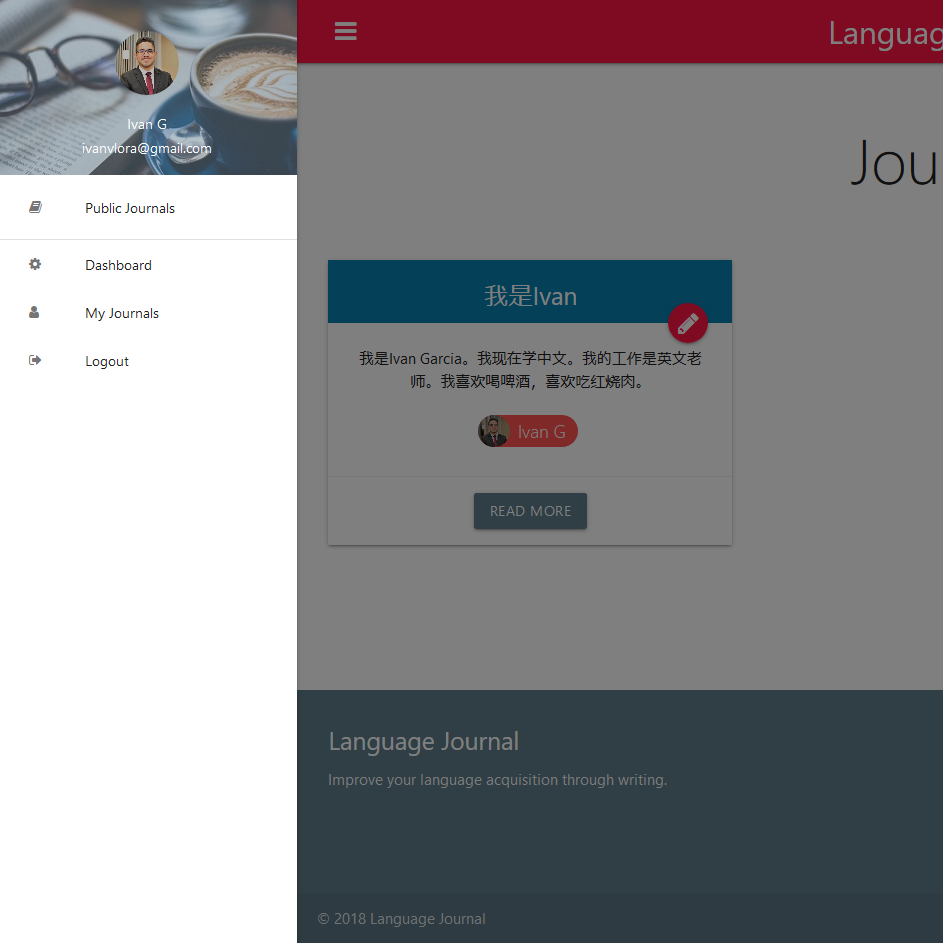 Ivan G
ivanvlora@gmail.com
Public Journals
Dashboard
My Journals
Logout
Languag
Jou
我是Ivan
我是Ivan Garcia。我现在学中文。我的工作是英文老
师。我喜欢喝啤酒，喜欢吃红烧肉。
Ivan G
READ MORE
Language Journal
Improve your language acquisition through writing.
© 2018 Language Journal